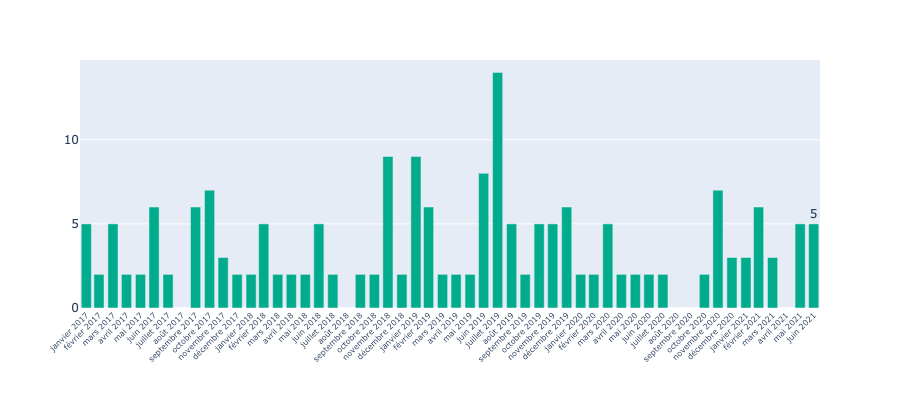 10
5
0
5
janvier 2017
février 2017
mars 2017
avril 2017
mai 2017
juin 2017
juillet 2017
août 2017
septembre 2017
octobre 2017
novembre 2017
décembre 2017
janvier 2018
février 2018
mars 2018
avril 2018
mai 2018
juin 2018
juillet 2018
août 2018
septembre 2018
octobre 2018
novembre 2018
décembre 2018
janvier 2019
février 2019
mars 2019
avril 2019
mai 2019
juin 2019
juillet 2019
août 2019
septembre 2019
octobre 2019
novembre 2019
décembre 2019
janvier 2020
février 2020
mars 2020
avril 2020
mai 2020
juin 2020
juillet 2020
août 2020
septembre 2020
octobre 2020
novembre 2020
décembre 2020
janvier 2021
février 2021
mars 2021
avril 2021
mai 2021
juin 2021